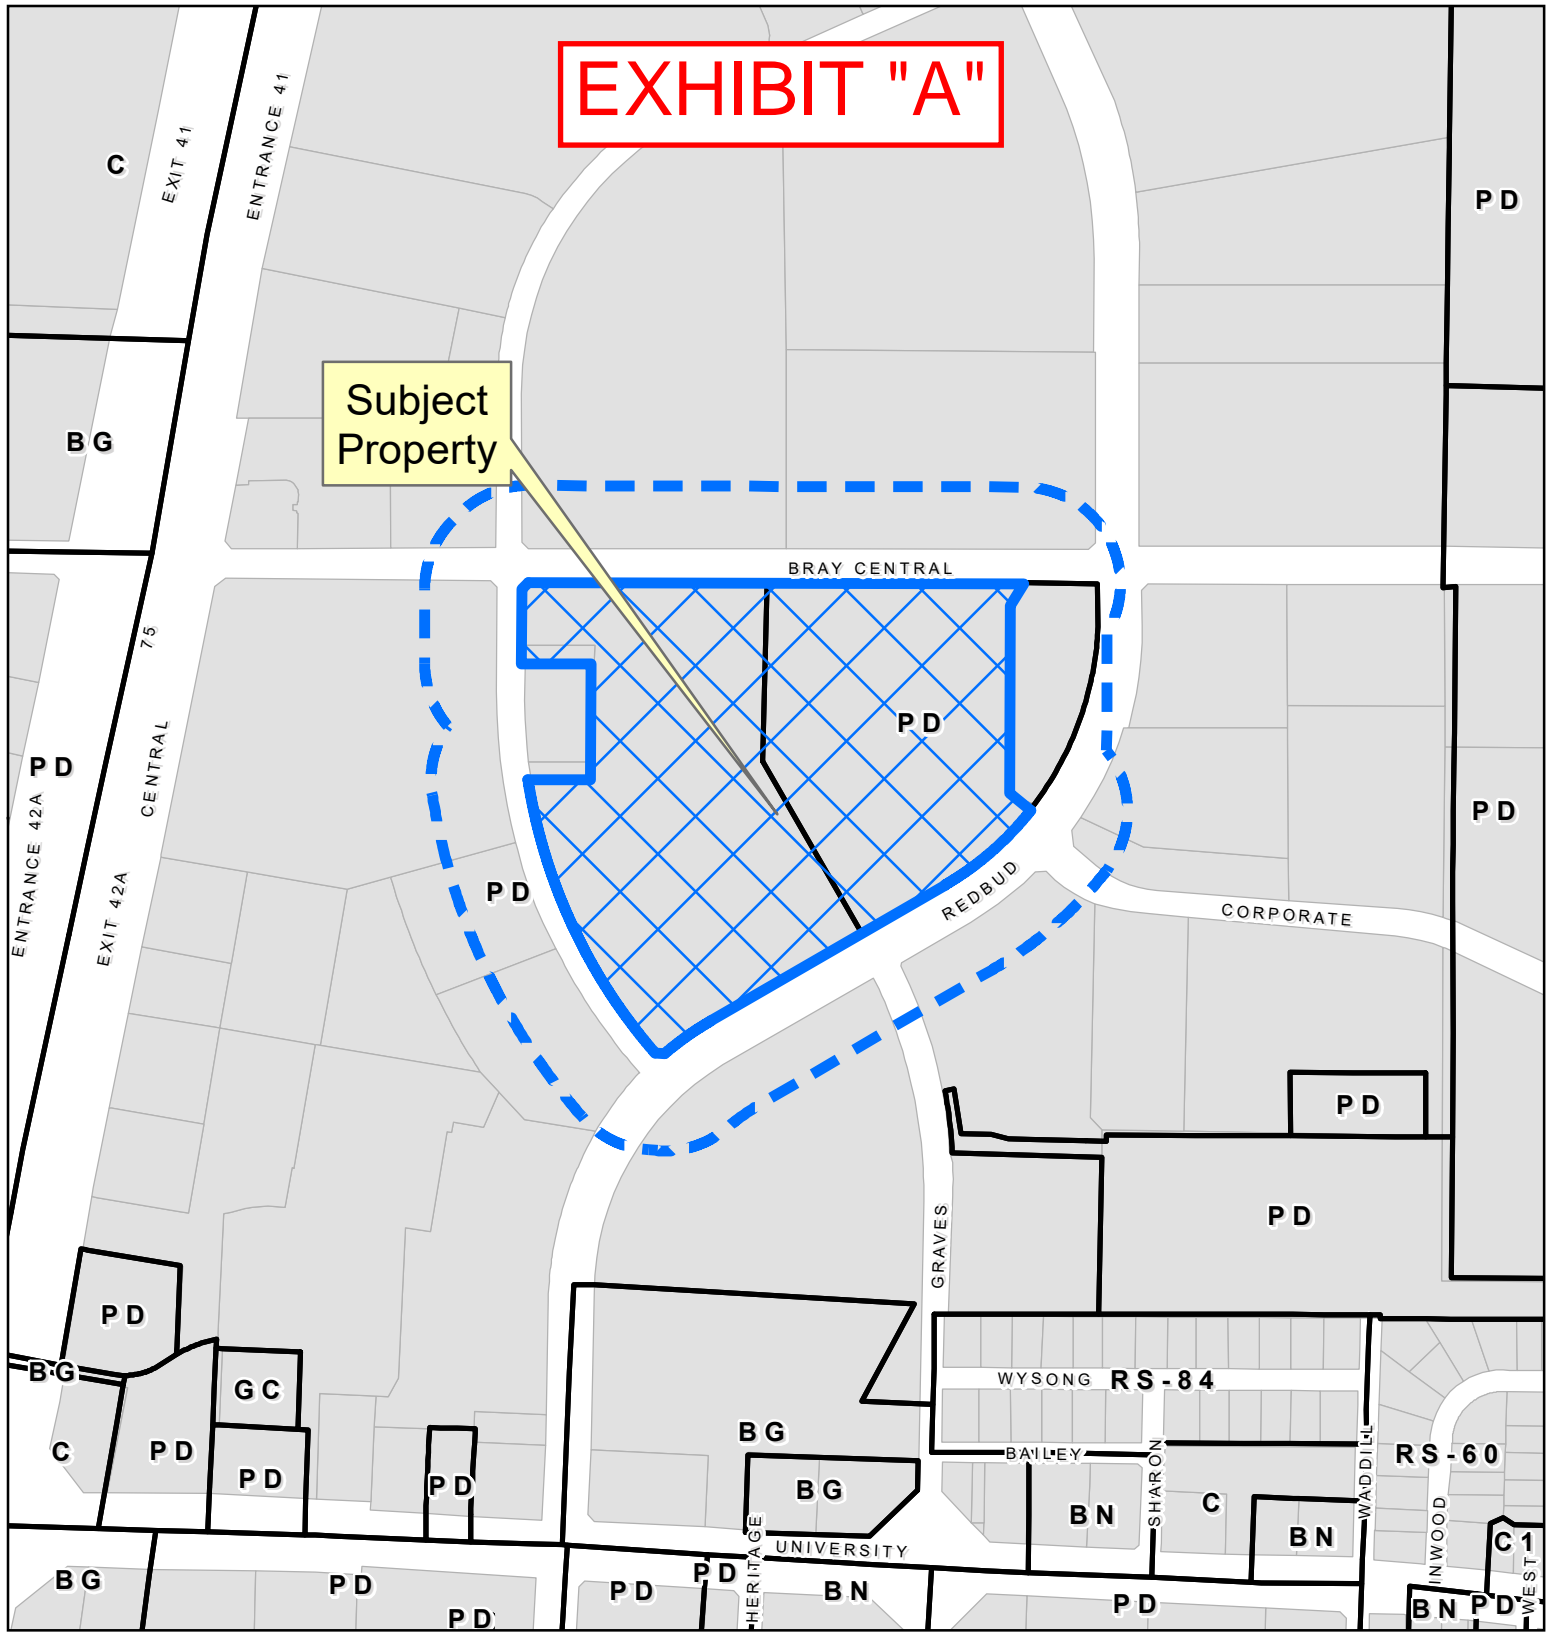 EXHIBIT "A"
EXIT 41
ENTRANCE 41
C
PD
Subject
Property
BG
BRAY CENTRAL
75
PD
CENTRAL
PD
PD
ENTRANCE 42A
EXIT 42A
PD
REDBUD
CORPORATE
PD
PD
GRAVES
PD
BG
GC
WYSONG
RS-84
C
PD
PD
PD
BG
BG
BAILEY
SHARON
WADDILL
RS-60
BN
C
BN
INWOOD
C1
WEST
HERITAGE
UNIVERSITY
BG
PD
PD
PD
PD
BN
PD
BN
PD